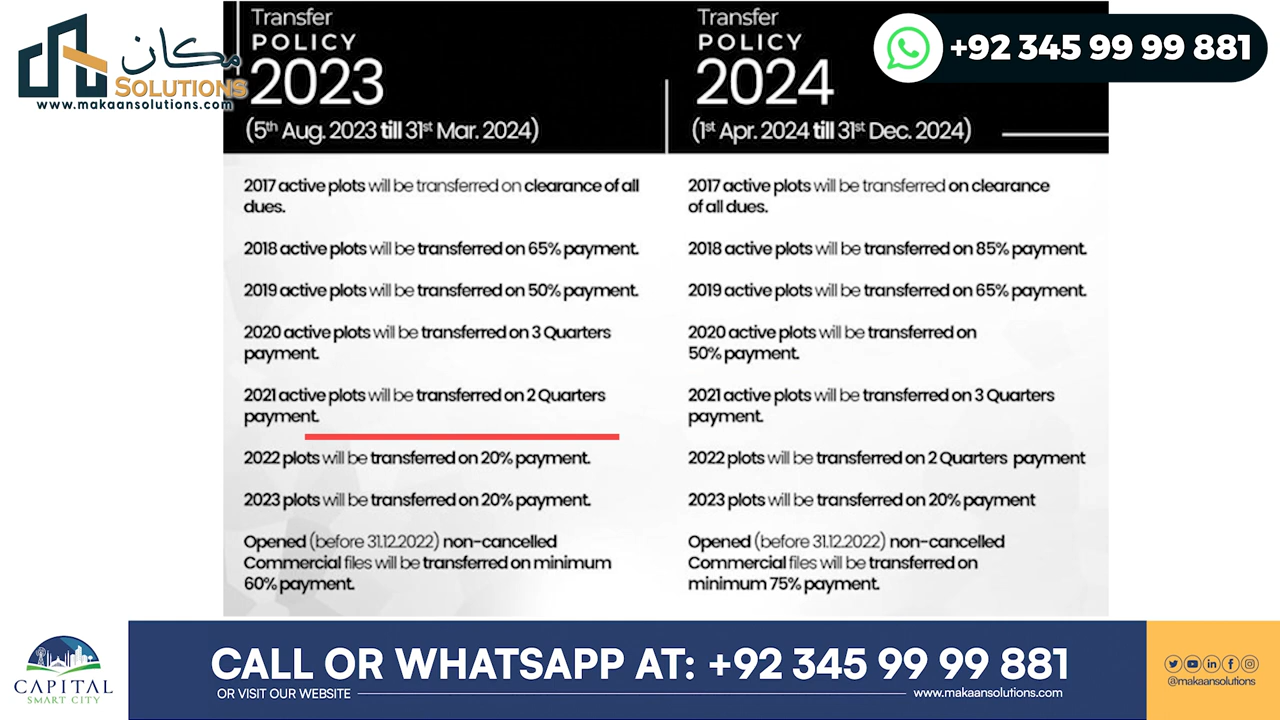 مکان
SOLUTIONS
www.makaansolutions.com
Transfer
POLICY
2023
(5th Aug. 2023 till 31st Mar. 2024)
Transfer
POLICY
2024
(1st Apr. 2024 till 31st Dec. 2024)
+92 345 99 99 881
2017 active plots will be transferred on clearance of all
dues.
2018 active plots will be transferred on 65% payment.
2019 active plots will be transferred on 50% payment.
2020 active plots will be transferred on 3 Quarters
payment.
2021 active plots will be transferred on 2 Quarters
payment.
2022 plots will be transferred on 20% payment.
2023 plots will be transferred on 20% payment.
Opened (before 31.12.2022) non-cancelled
Commercial files will be transferred on minimum
60% payment.
2017 active plots will be transferred on clearance
of all dues.
2018 active plots will be transferred on 85% payment.
2019 active plots will be transferred on 65% payment.
2020 active plots will be transferred on
50% payment.
2021 active plots will be transferred on 3 Quarters
payment.
2022 plots will be transferred on 2 Quarters payment
2023 plots will be transferred on 20% payment
Opened (before 31.12.2022) non-cancelled
Commercial files will be transferred on
minimum 75% payment.
CAPITAL
SMART CITY
CALL OR WHATSAPP AT: +92 345 99 99 881
OR VISIT OUR WEBSITE
www.makaansolutions.com
@makaansolutions